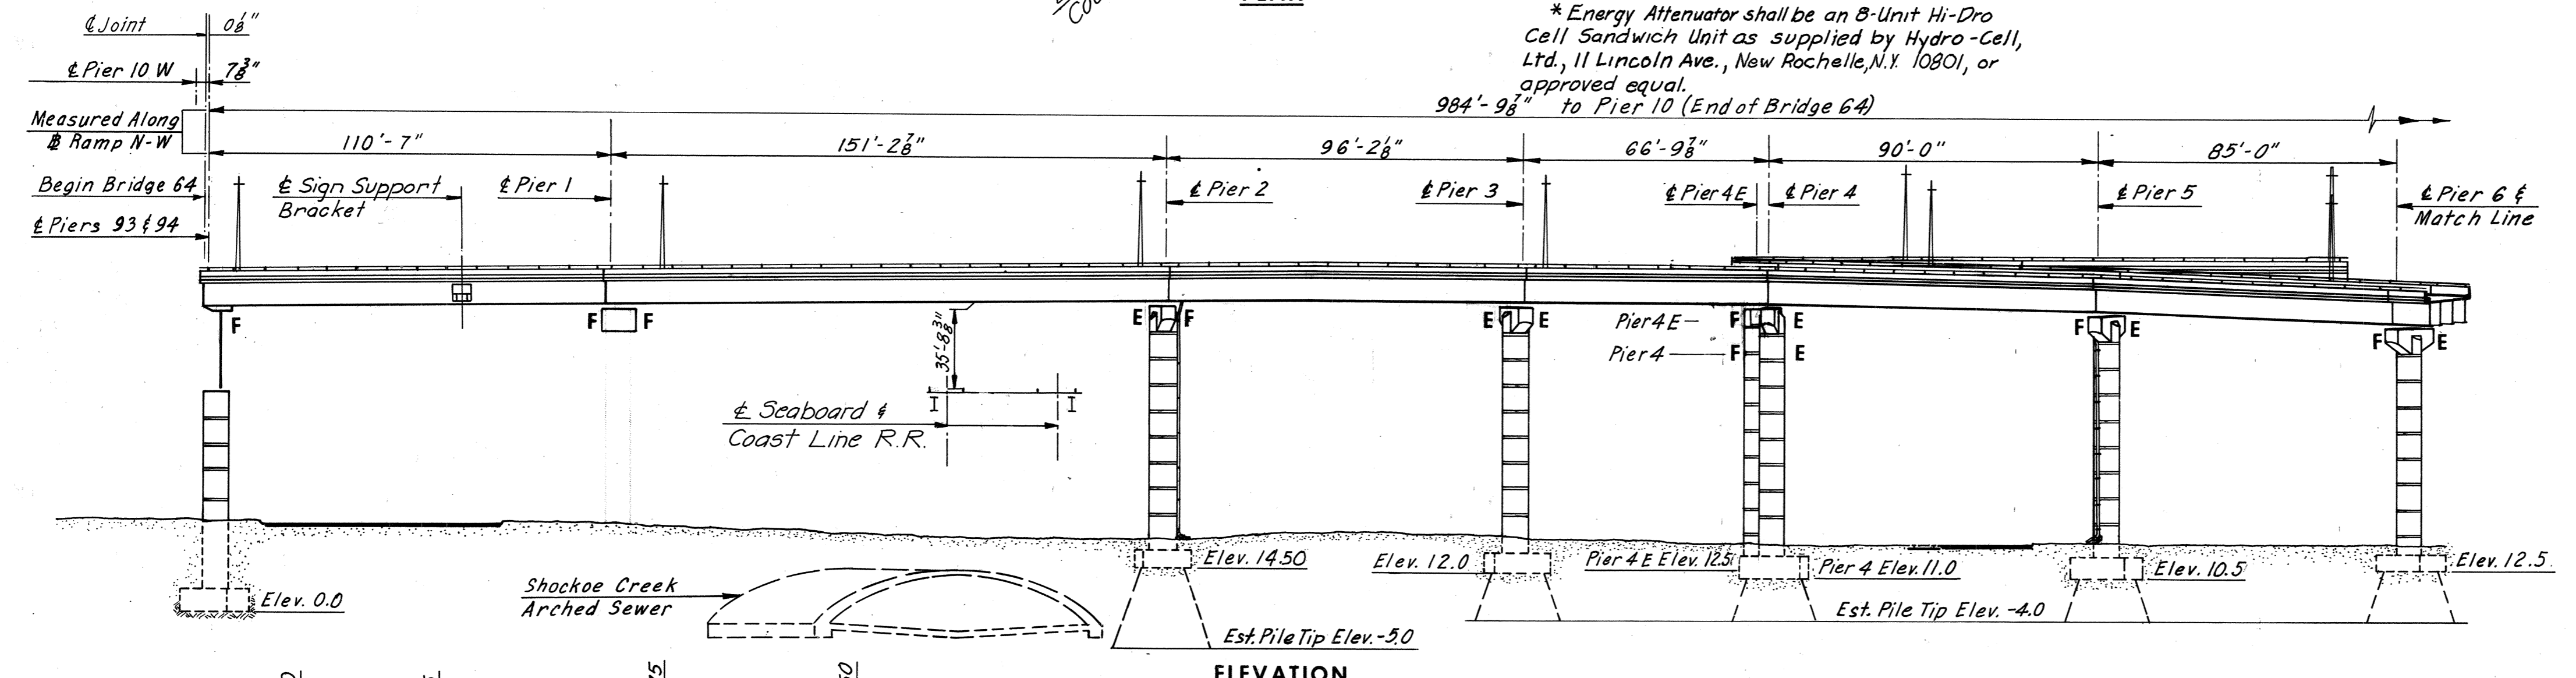 PLAN
* Energy Attenuator shall be an 8-Unit Hi-Dro
Cell Sandwich Unit as supplied by Hydro-Cell,
Ltd., 11 Lincoln Ave., New Rochelle, N.Y. 10801, or
approved equal.
℄ Joint 0⅛"
℄ Pier 10 W 7⅜"
984'-9⅞" to Pier 10 (End of Bridge 64)
Measured Along
Ramp N-W
110'-7" 151'-2⅞" 96'-2⅛" 66'-9⅞" 90'-0" 85'-0"
Begin Bridge 64
℄ Sign Support
Bracket
℄ Pier 1 ℄ Pier 2 ℄ Pier 3 ℄ Pier 4E ℄ Pier 4 ℄ Pier 5
℄ Pier 6 &
Match Line
℄ Piers 93 & 94
F F F E F E E
Pier 4E F E
Pier 4 F E
F E F E
35'-8⅜"
℄ Seaboard &
Coast Line R.R.
Elev. 0.0
Shockoe Creek
Arched Sewer
Elev. 14.50
Elev. 12.0
Pier 4 E Elev. 12.5
Pier 4 Elev. 11.0
Elev. 10.5
Elev. 12.5
Est. Pile Tip Elev. -5.0
Est. Pile Tip Elev. -4.0
ELEVATION